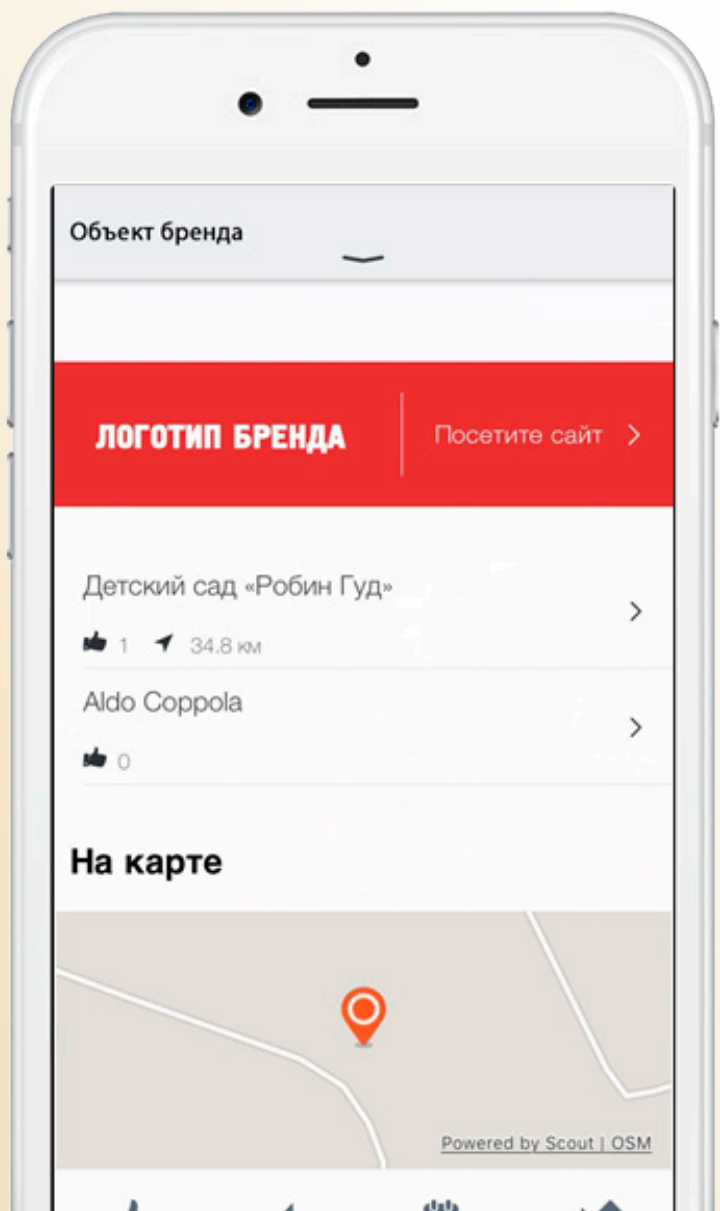 Объект бренда
ЛОГОТИП БРЕНДА
Посетите сайт
Детский сад «Робин Гуд»
1 34.8 км
Aldo Coppola
0
На карте
Powered by Scout | OSM